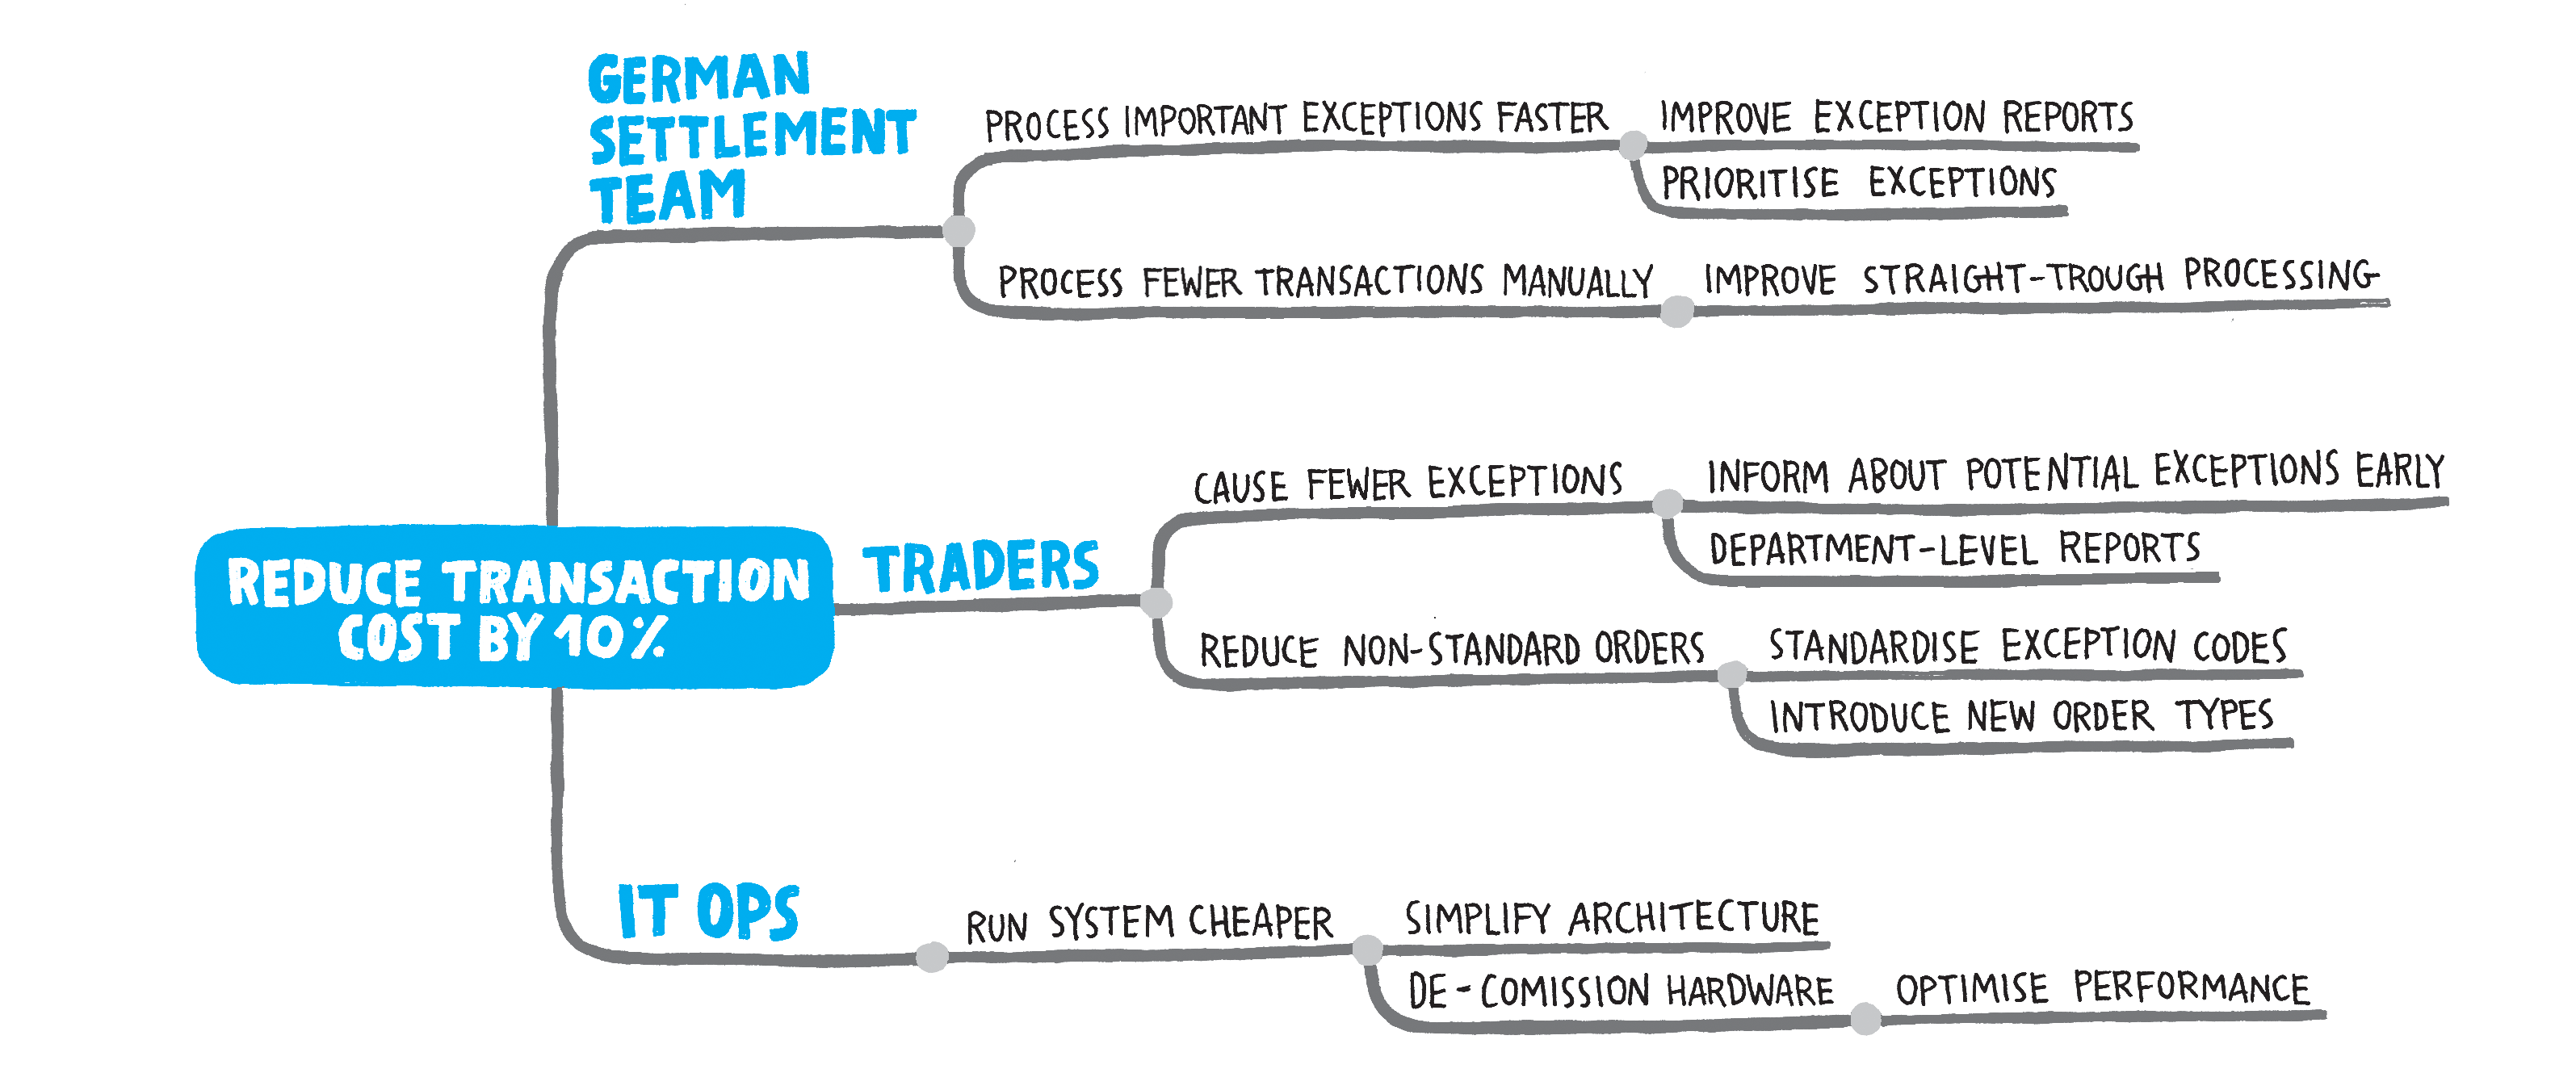 GERMAN
SETTLEMENT
TEAM
PROCESS IMPORTANT EXCEPTIONS FASTER
IMPROVE EXCEPTION REPORTS
PRIORITISE EXCEPTIONS
PROCESS FEWER TRANSACTIONS MANUALLY
IMPROVE STRAIGHT-TROUGH PROCESSING
REDUCE TRANSACTION
COST BY 10%
TRADERS
CAUSE FEWER EXCEPTIONS
INFORM ABOUT POTENTIAL EXCEPTIONS EARLY
DEPARTMENT-LEVEL REPORTS
REDUCE NON-STANDARD ORDERS
STANDARDISE EXCEPTION CODES
INTRODUCE NEW ORDER TYPES
IT OPS
RUN SYSTEM CHEAPER
SIMPLIFY ARCHITECTURE
DE-COMISSION HARDWARE
OPTIMISE PERFORMANCE